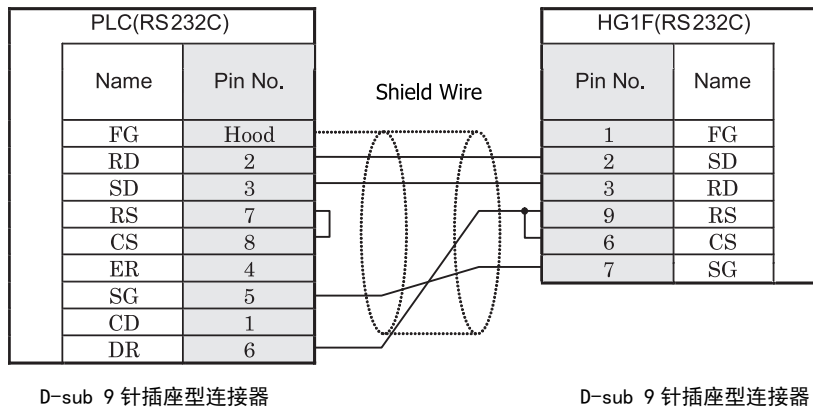 PLC(RS232C) HG1F(RS232C)
Name Pin No. Shield Wire Pin No. Name
FG Hood 1 FG
RD 2 2 SD
SD 3 3 RD
RS 7 9 RS
CS 8 6 CS
ER 4 7 SG
SG 5
CD 1
DR 6
D-sub 9 针插座型连接器 D-sub 9 针插座型连接器